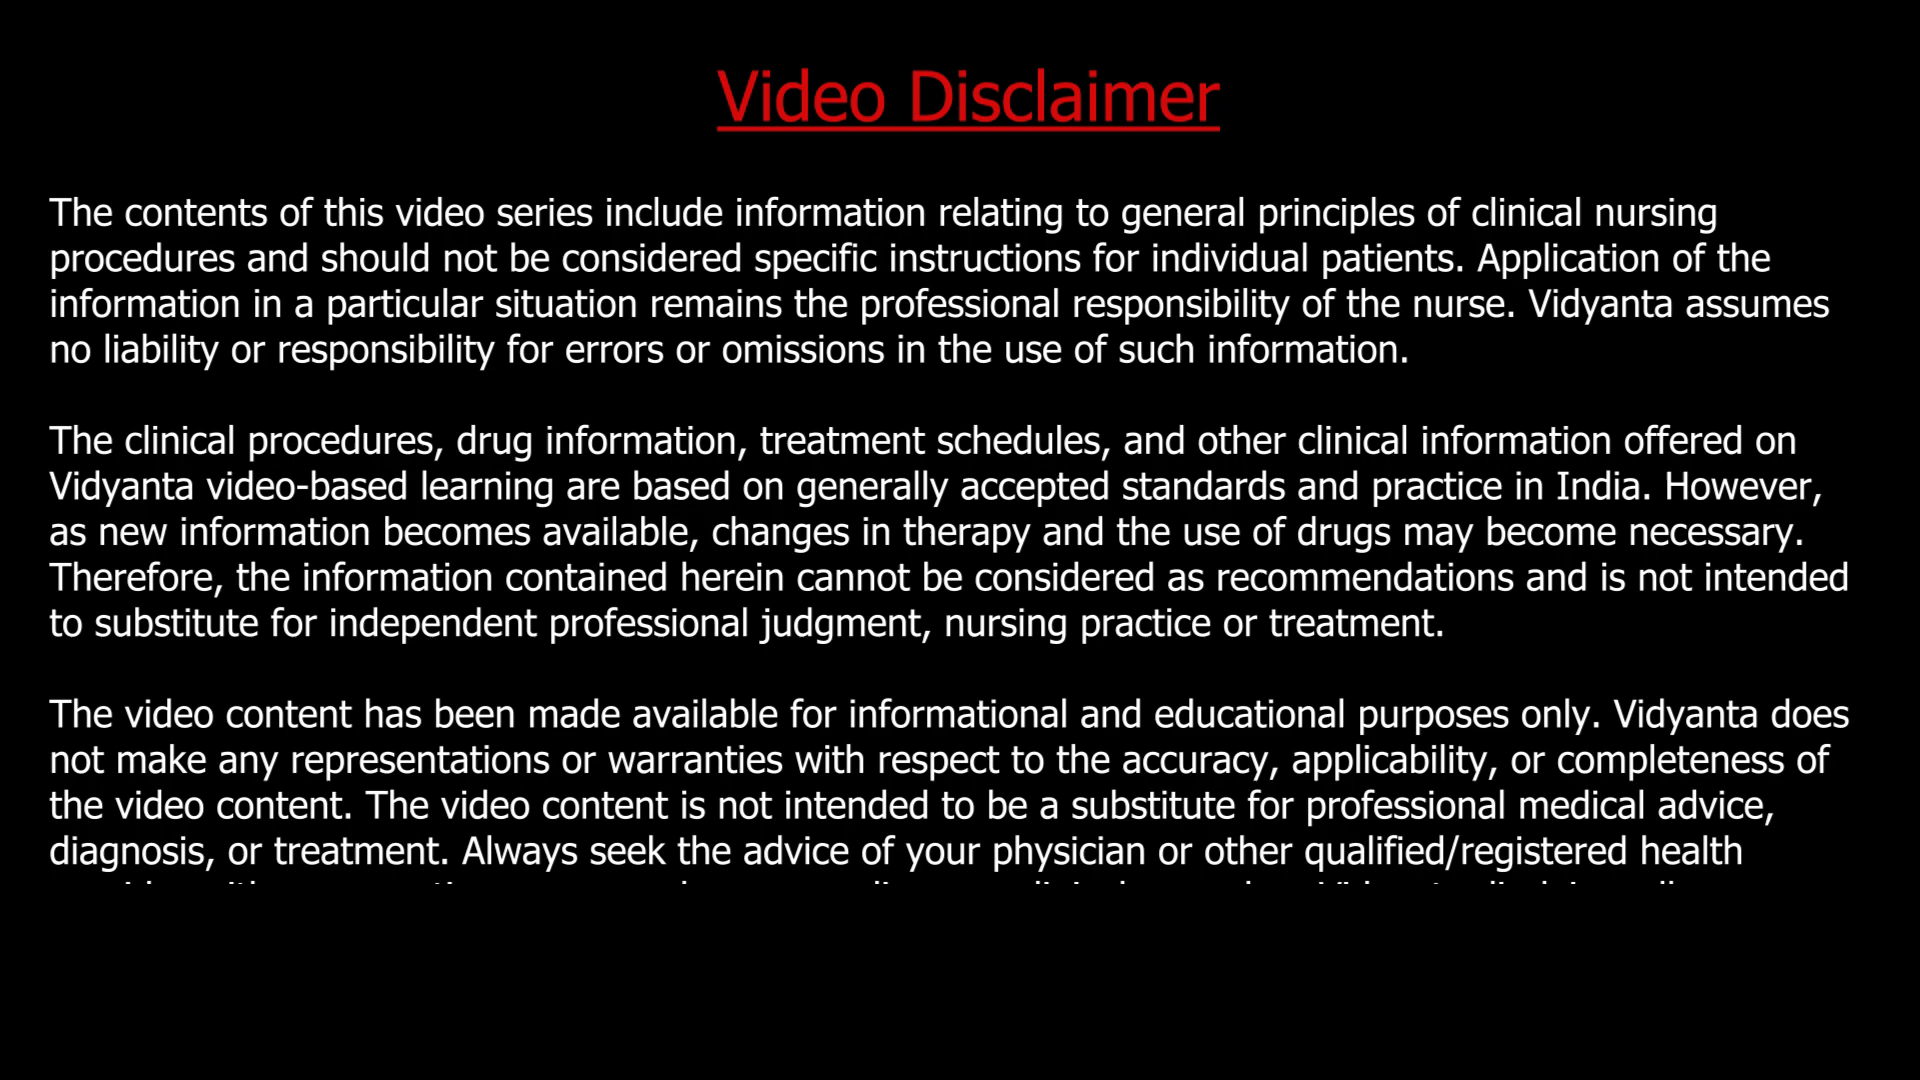 Video Disclaimer
The contents of this video series include information relating to general principles of clinical nursing
procedures and should not be considered specific instructions for individual patients. Application of the
information in a particular situation remains the professional responsibility of the nurse. Vidyanta assumes
no liability or responsibility for errors or omissions in the use of such information.
The clinical procedures, drug information, treatment schedules, and other clinical information offered on
Vidyanta video-based learning are based on generally accepted standards and practice in India. However,
as new information becomes available, changes in therapy and the use of drugs may become necessary.
Therefore, the information contained herein cannot be considered as recommendations and is not intended
to substitute for independent professional judgment, nursing practice or treatment.
The video content has been made available for informational and educational purposes only. Vidyanta does
not make any representations or warranties with respect to the accuracy, applicability, or completeness of
the video content. The video content is not intended to be a substitute for professional medical advice,
diagnosis, or treatment. Always seek the advice of your physician or other qualified/registered health